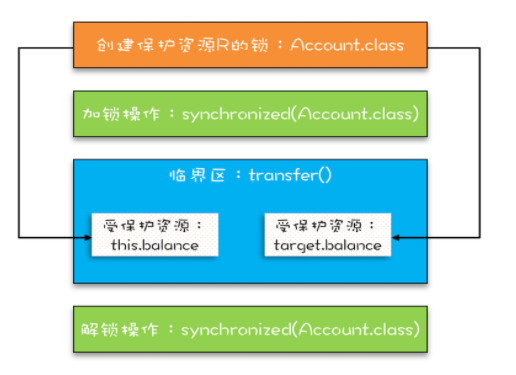 创建保护资源R的锁：Account.class
加锁操作：synchronized(Account.class)
临界区：transfer()
受保护资源：
this.balance
受保护资源：
target.balance
解锁操作：synchronized(Account.class)